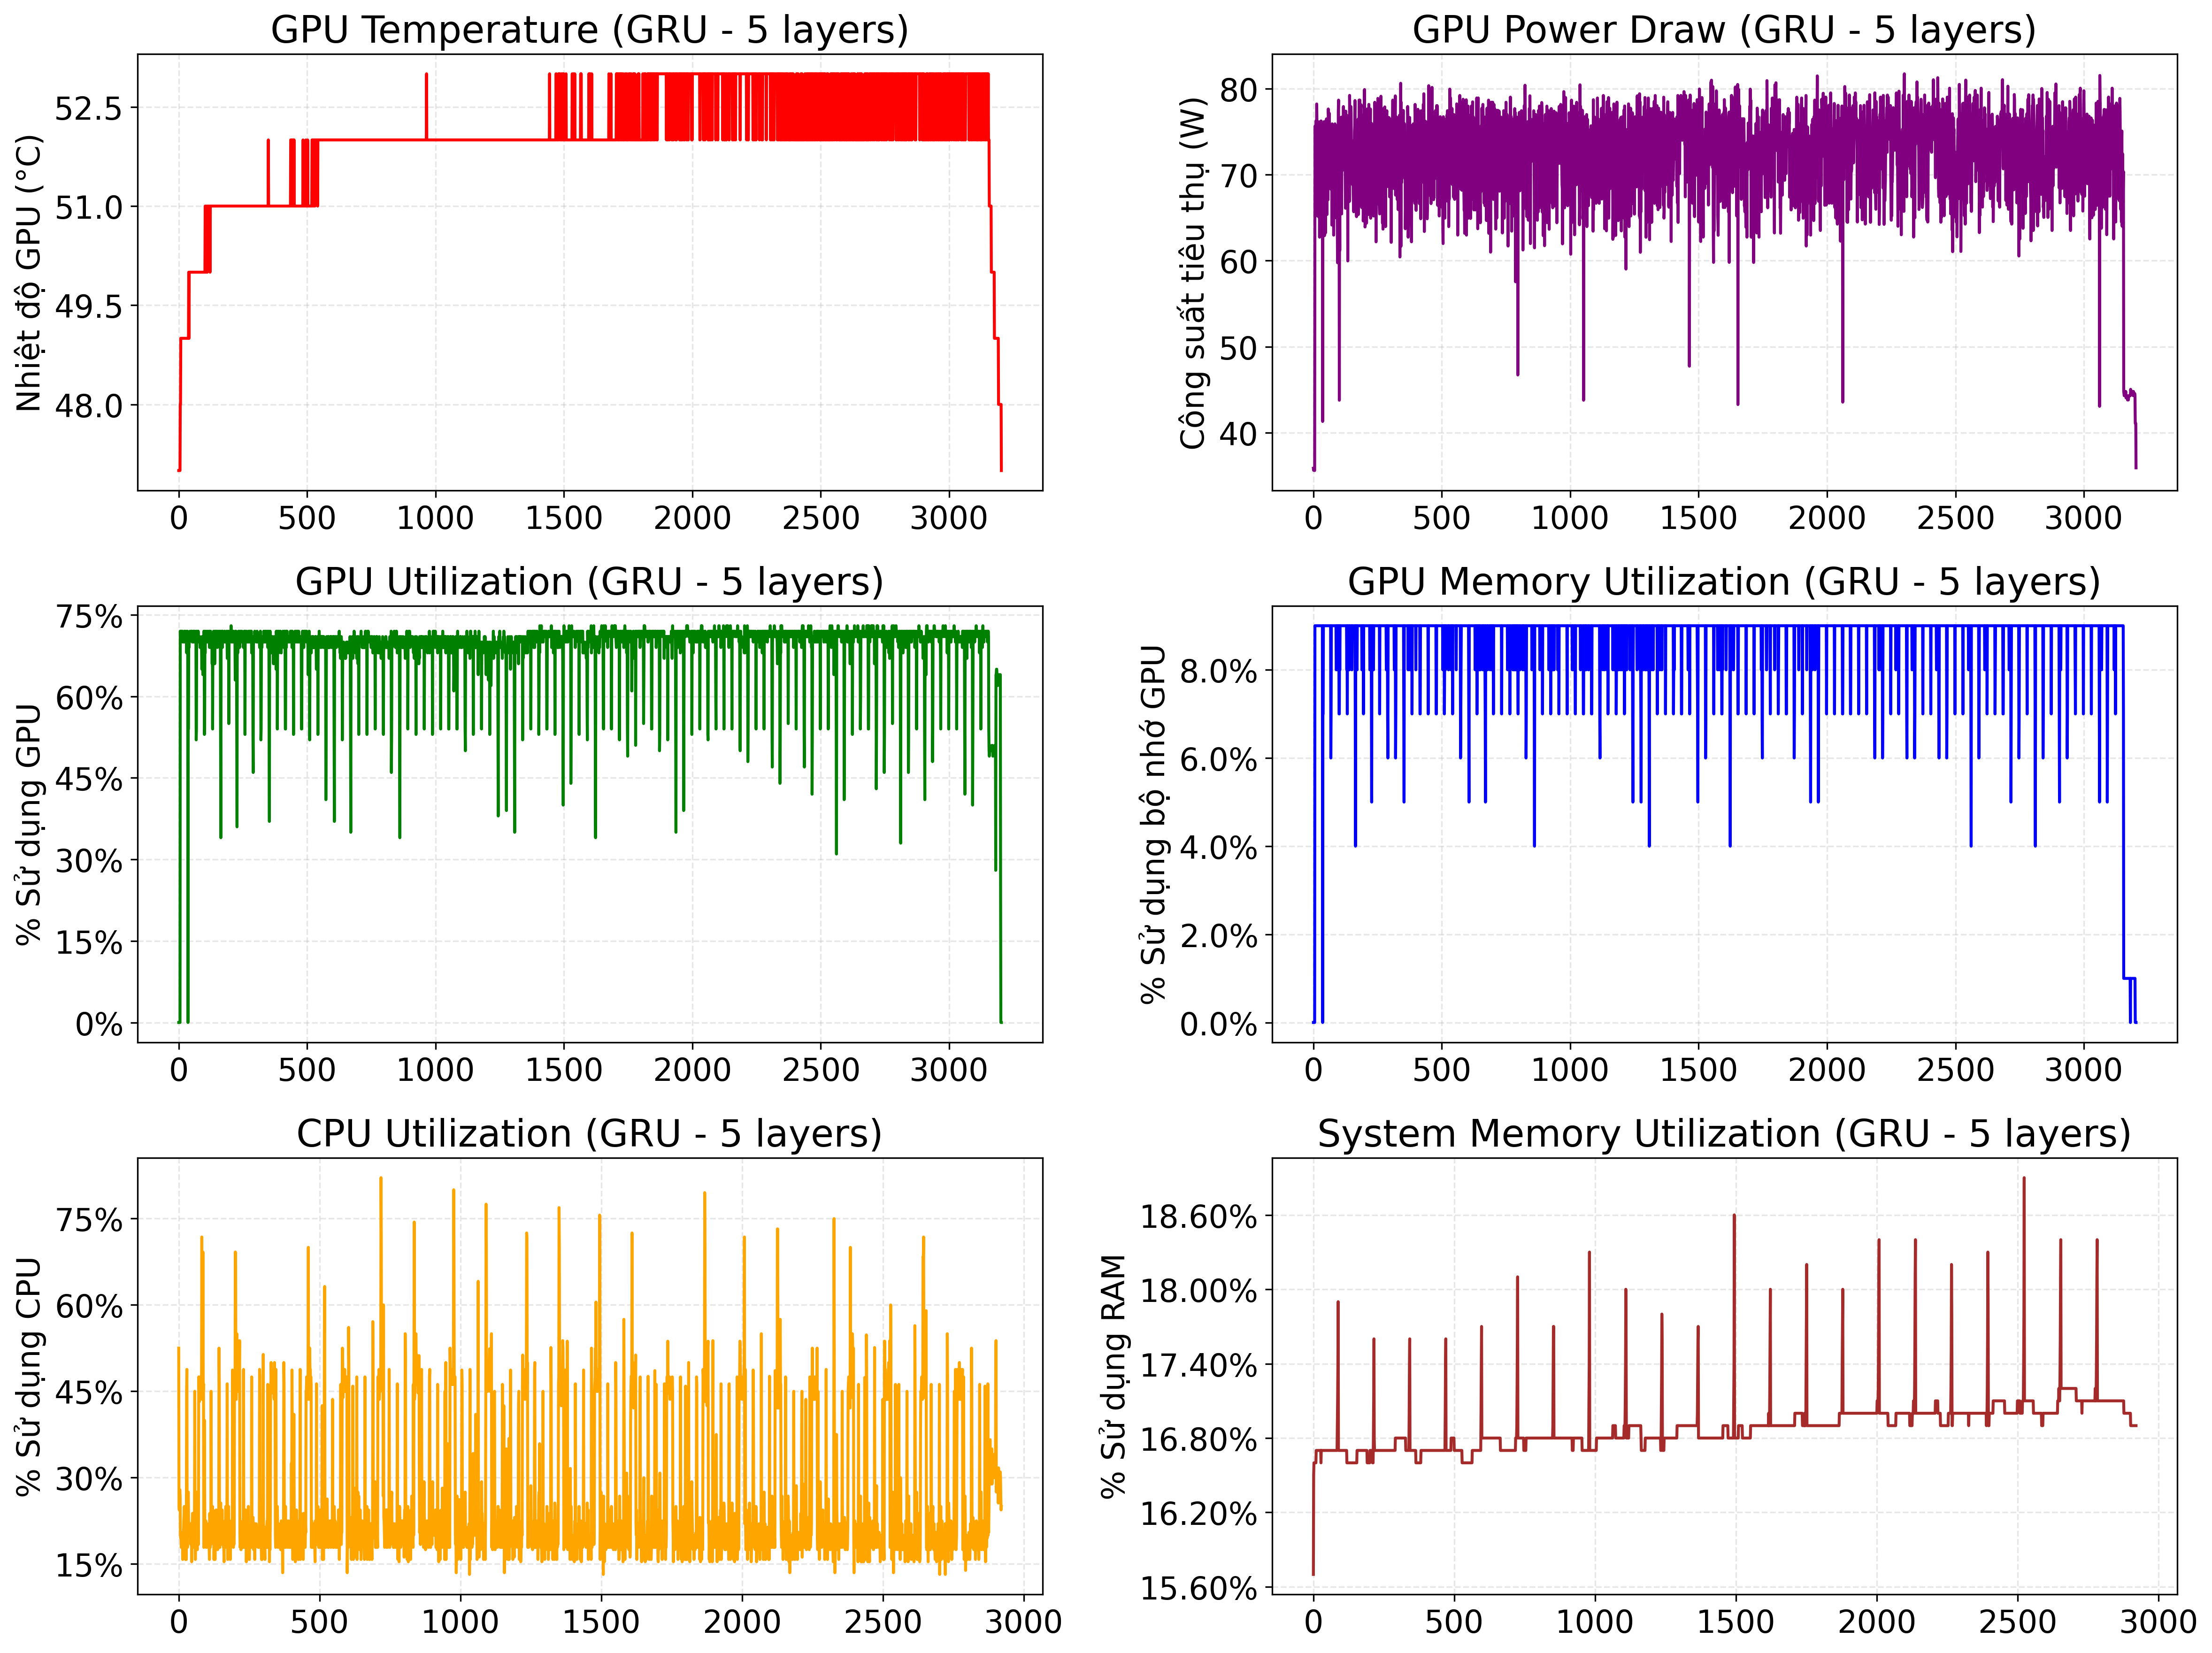 GPU Temperature (GRU - 5 layers)
Nhiệt độ GPU (°C)
52.5
51.0
49.5
48.0
0 500 1000 1500 2000 2500 3000
GPU Power Draw (GRU - 5 layers)
Công suất tiêu thụ (W)
80
70
60
50
40
0 500 1000 1500 2000 2500 3000
GPU Utilization (GRU - 5 layers)
% Sử dụng GPU
75%
60%
45%
30%
15%
0%
0 500 1000 1500 2000 2500 3000
GPU Memory Utilization (GRU - 5 layers)
% Sử dụng bộ nhớ GPU
8.0%
6.0%
4.0%
2.0%
0.0%
0 500 1000 1500 2000 2500 3000
CPU Utilization (GRU - 5 layers)
% Sử dụng CPU
75%
60%
45%
30%
15%
0 500 1000 1500 2000 2500 3000
System Memory Utilization (GRU - 5 layers)
% Sử dụng RAM
18.60%
18.00%
17.40%
16.80%
16.20%
15.60%
0 500 1000 1500 2000 2500 3000